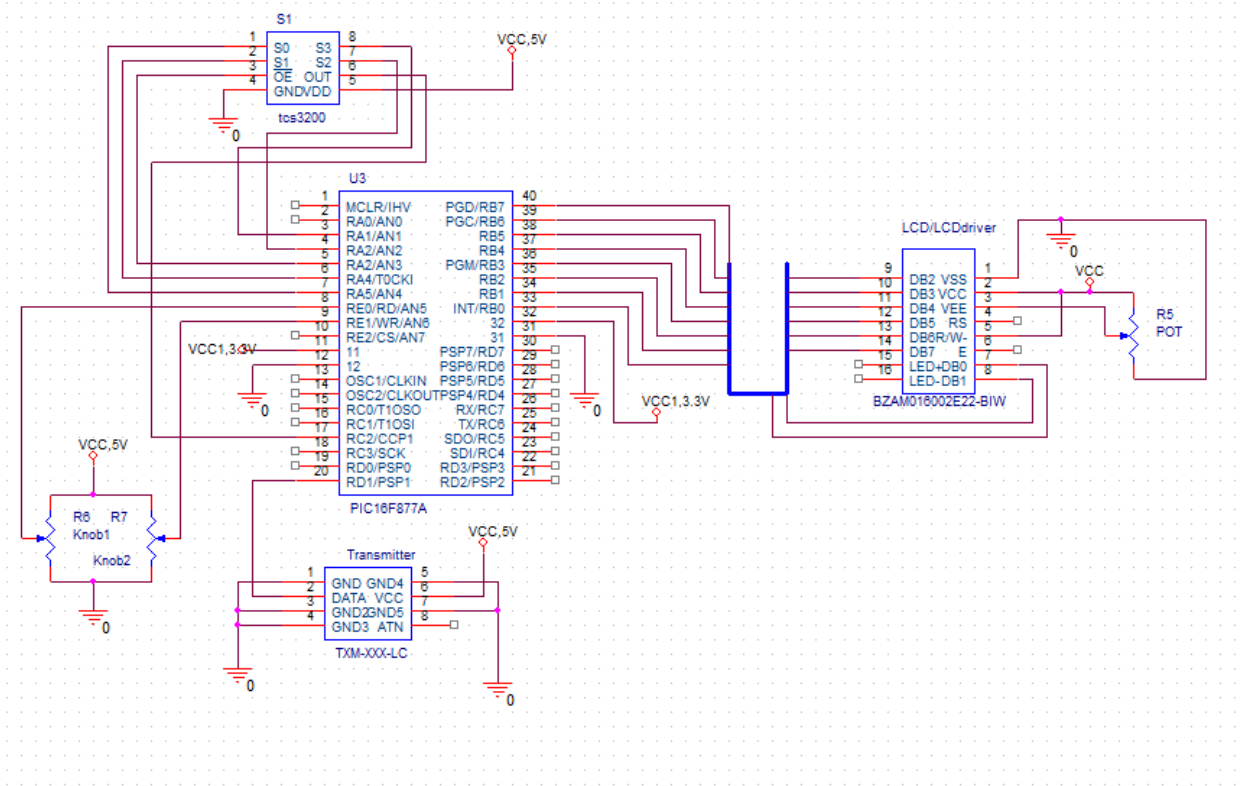 S1
1 S0 S3 8
2 S1 S2 7
3 OE OUT 6
4 GND VDD 5
VCC,5V
0
tcs3200
U3
1 MCLR/IHV PGD/RB7 40
2 RA0/AN0 PGC/RB6 39
3 RA1/AN1 RB5 38
4 RA2/AN2 RB4 37
5 RA2/AN3 PGM/RB3 36
6 RA4/T0CKI RB2 35
7 RA5/AN4 RB1 34
8 RE0/RD/AN5 INT/RB0 33
9 RE1/WR/AN6 32 32
10 RE2/CS/AN7 31 31
11 11 PSP7/RD7 30
12 12 PSP6/RD6 29
13 OSC1/CLKIN PSP5/RD5 28
14 OSC2/CLKOUT PSP4/RD4 27
15 RC0/T1OSO RX/RC7 26
16 RC1/T1OSI TX/RC6 25
17 RC2/CCP1 SDO/RC5 24
18 RC3/SCK SDI/RC4 23
19 RD0/PSP0 RD3/PSP3 22
20 RD1/PSP1 RD2/PSP2 21
PIC16F877A
VCC1,3.3V
0
0
VCC1,3.3V
LCD/LCDdriver
9 DB2 VSS 1
10 DB3 VCC 2
11 DB4 VEE 3
12 DB5 RS 4
13 DB6 R/W- 5
14 DB7 E 6
15 LED+ DB0 7
16 LED- DB1 8
BZAM016002E22-BIW
0
VCC
R5
POT
VCC,5V
R6 R7
Knob1
Knob2
0
Transmitter
VCC,5V
1 GND GND4 5
2 DATA VCC 6
3 GND2 GND5 7
4 GND3 ATN 8
TXM-XXX-LC
0
0